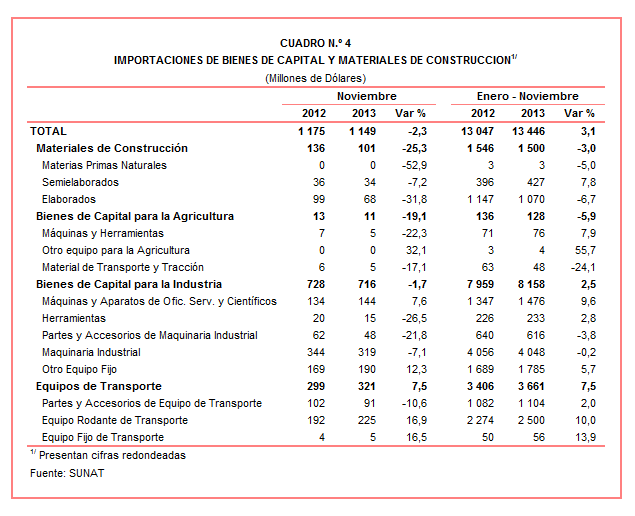 CUADRO N.º 4
IMPORTACIONES DE BIENES DE CAPITAL Y MATERIALES DE CONSTRUCCION1/
(Millones de Dólares)
Noviembre Enero - Noviembre
2012 2013 Var % 2012 2013 Var %
TOTAL 1 175 1 149 -2,3 13 047 13 446 3,1
Materiales de Construcción 136 101 -25,3 1 546 1 500 -3,0
Materias Primas Naturales 0 0 -52,9 3 3 -5,0
Semielaborados 36 34 -7,2 396 427 7,8
Elaborados 99 68 -31,8 1 147 1 070 -6,7
Bienes de Capital para la Agricultura 13 11 -19,1 136 128 -5,9
Máquinas y Herramientas 7 5 -22,3 71 76 7,9
Otro equipo para la Agricultura 0 0 32,1 3 4 55,7
Material de Transporte y Tracción 6 5 -17,1 63 48 -24,1
Bienes de Capital para la Industria 728 716 -1,7 7 959 8 158 2,5
Máquinas y Aparatos de Ofic. Serv. y Científicos 134 144 7,6 1 347 1 476 9,6
Herramientas 20 15 -26,5 226 233 2,8
Partes y Accesorios de Maquinaria Industrial 62 48 -21,8 640 616 -3,8
Maquinaria Industrial 344 319 -7,1 4 056 4 048 -0,2
Otro Equipo Fijo 169 190 12,3 1 689 1 785 5,7
Equipos de Transporte 299 321 7,5 3 406 3 661 7,5
Partes y Accesorios de Equipo de Transporte 102 91 -10,6 1 082 1 104 2,0
Equipo Rodante de Transporte 192 225 16,9 2 274 2 500 10,0
Equipo Fijo de Transporte 4 5 16,5 50 56 13,9
1/ Presentan cifras redondeadas
Fuente: SUNAT